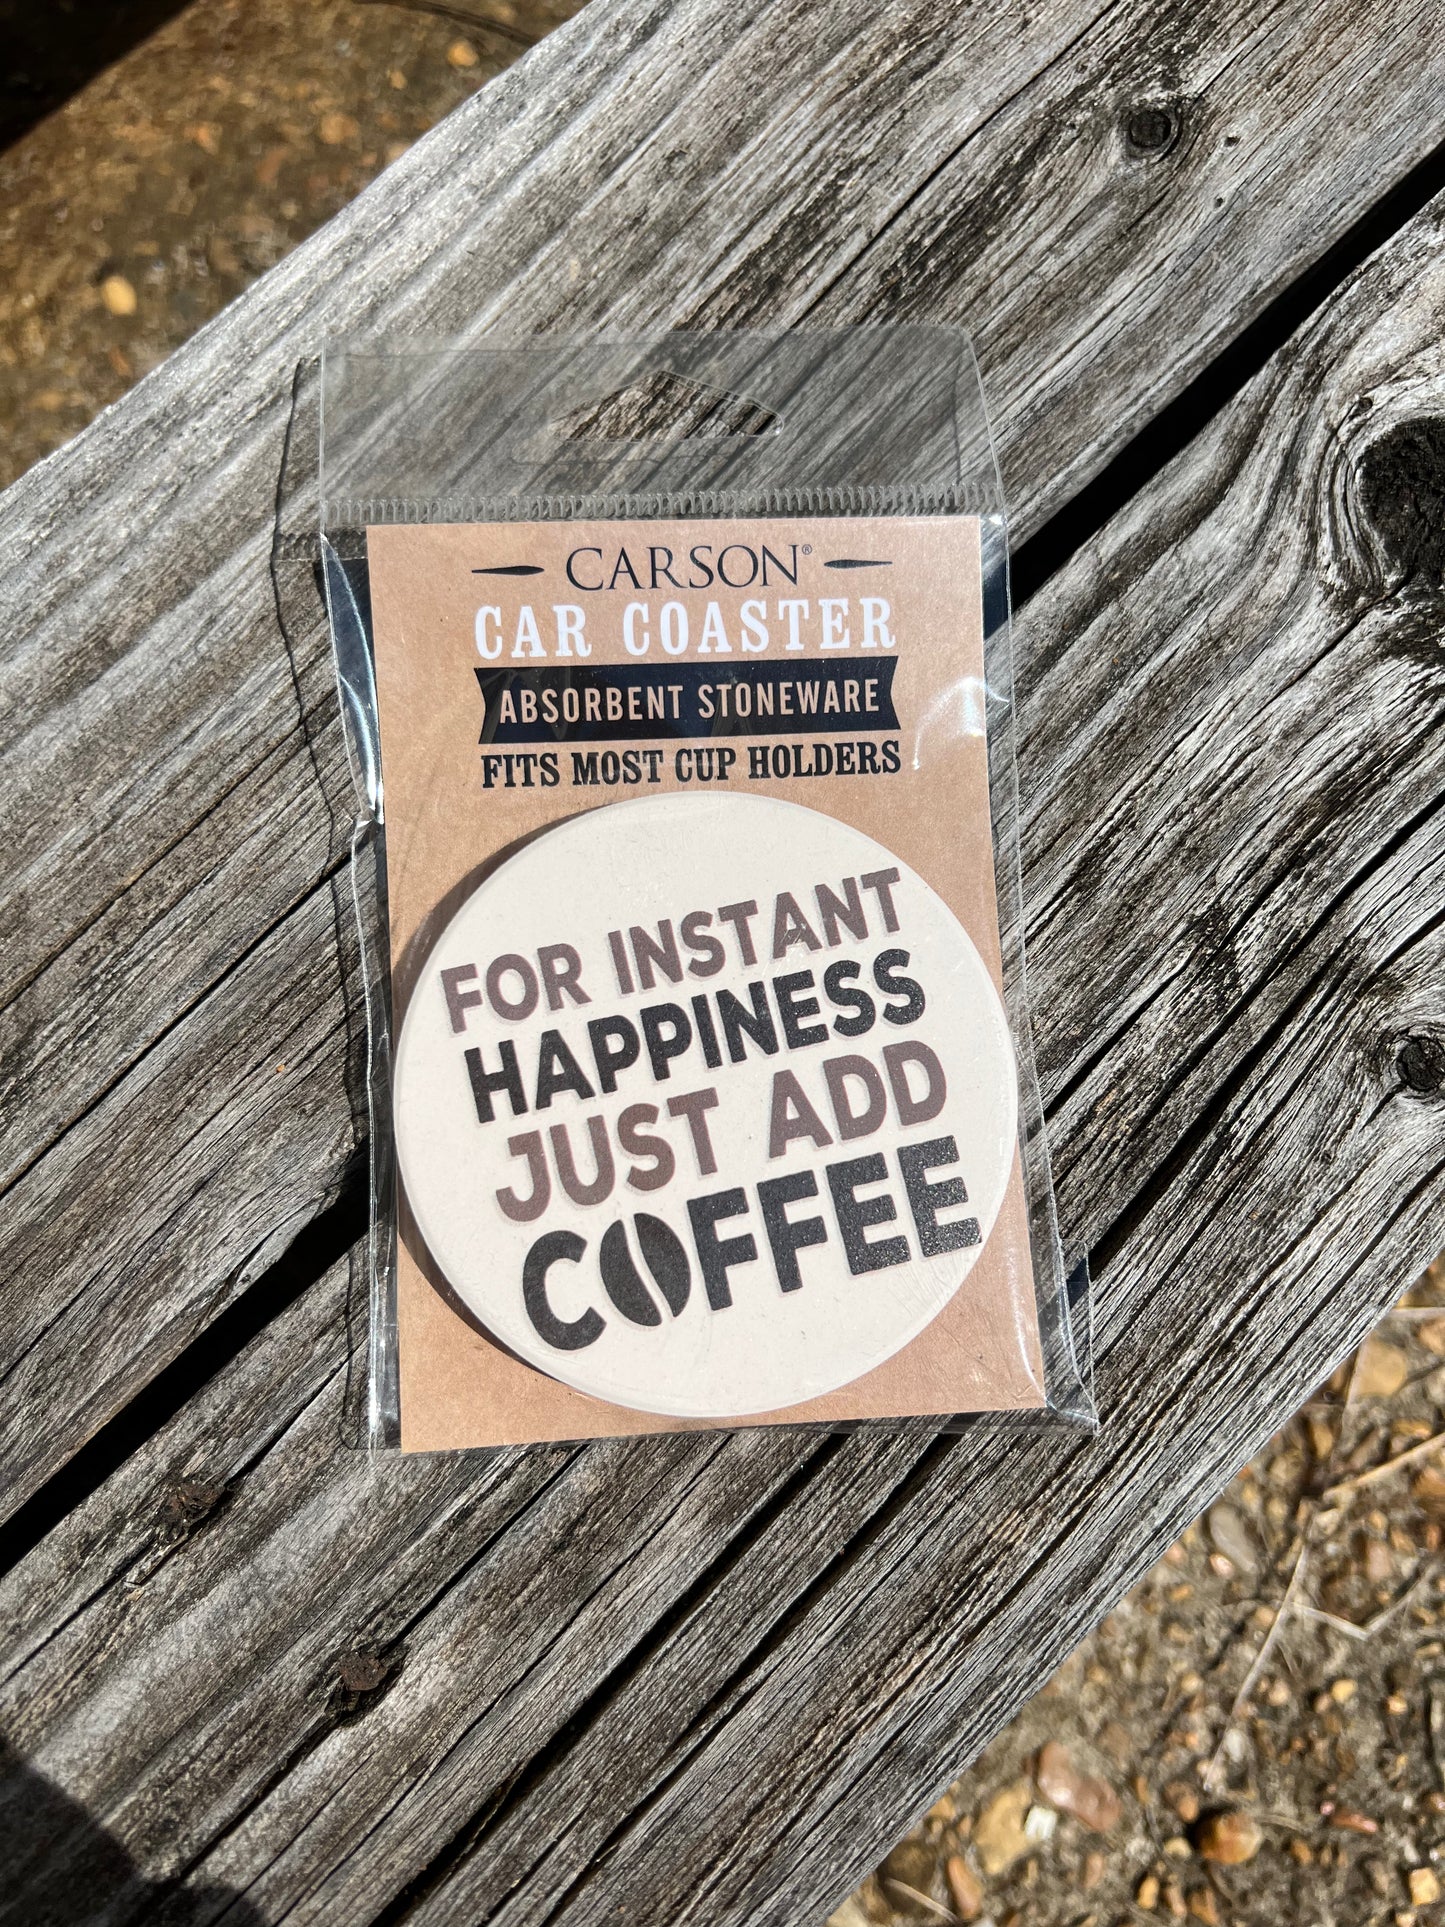 CARSON®
CAR COASTER
ABSORBENT STONEWARE
FITS MOST CUP HOLDERS
FOR INSTANT
HAPPINESS
JUST ADD
COFFEE